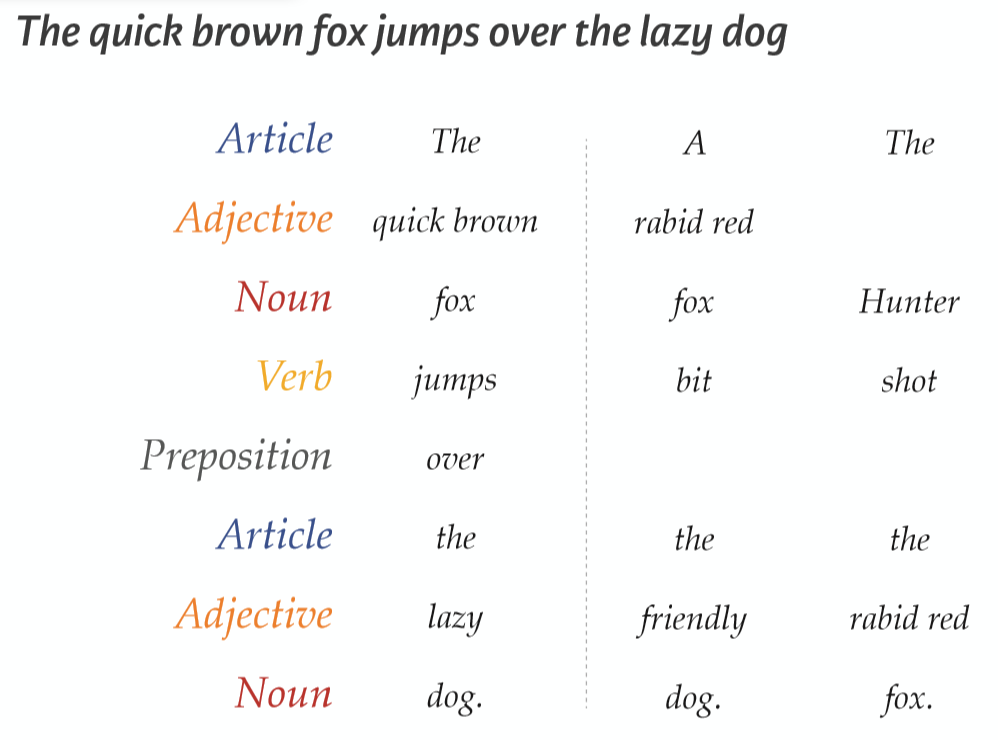 The quick brown fox jumps over the lazy dog
Article The A The
Adjective quick brown rabid red
Noun fox fox Hunter
Verb jumps bit shot
Preposition over
Article the the the
Adjective lazy friendly rabid red
Noun dog. dog. fox.